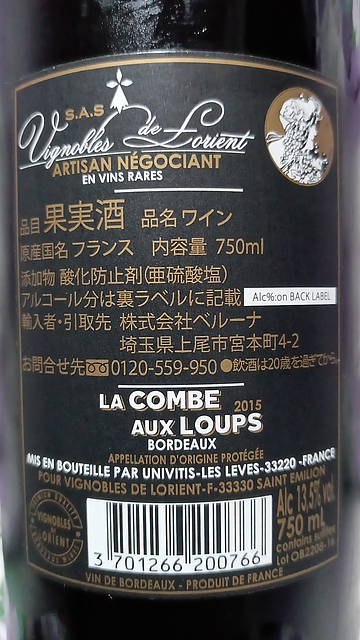 S.A.S
Vignobles de Lorient
ARTISAN NÉGOCIANT
EN VINS RARES
品目 果実酒 品名 ワイン
原産国名 フランス 内容量 750ml
添加物 酸化防止剤(亜硫酸塩)
アルコール分は裏ラベルに記載 Alc%:on BACK LABEL
輸入者・引取先 株式会社ベルーナ
埼玉県上尾市宮本町4-2
お問合せ先 0120-559-950 ●飲酒は20歳を過ぎてから。
LA COMBE 2015
AUX LOUPS
BORDEAUX
APPELLATION D'ORIGINE PROTÉGÉE
MIS EN BOUTEILLE PAR UNIVITIS-LES LEVES-33220 -FRANCE
POUR VIGNOBLES DE LORIENT-F-33330 SAINT EMILION
VIGNOBLES
LORIENT
Alc 13,5% vol.
750 ml
contains sulfites
Lot OB2208-16
3 701266 200766
VIN DE BORDEAUX - PRODUIT DE FRANCE